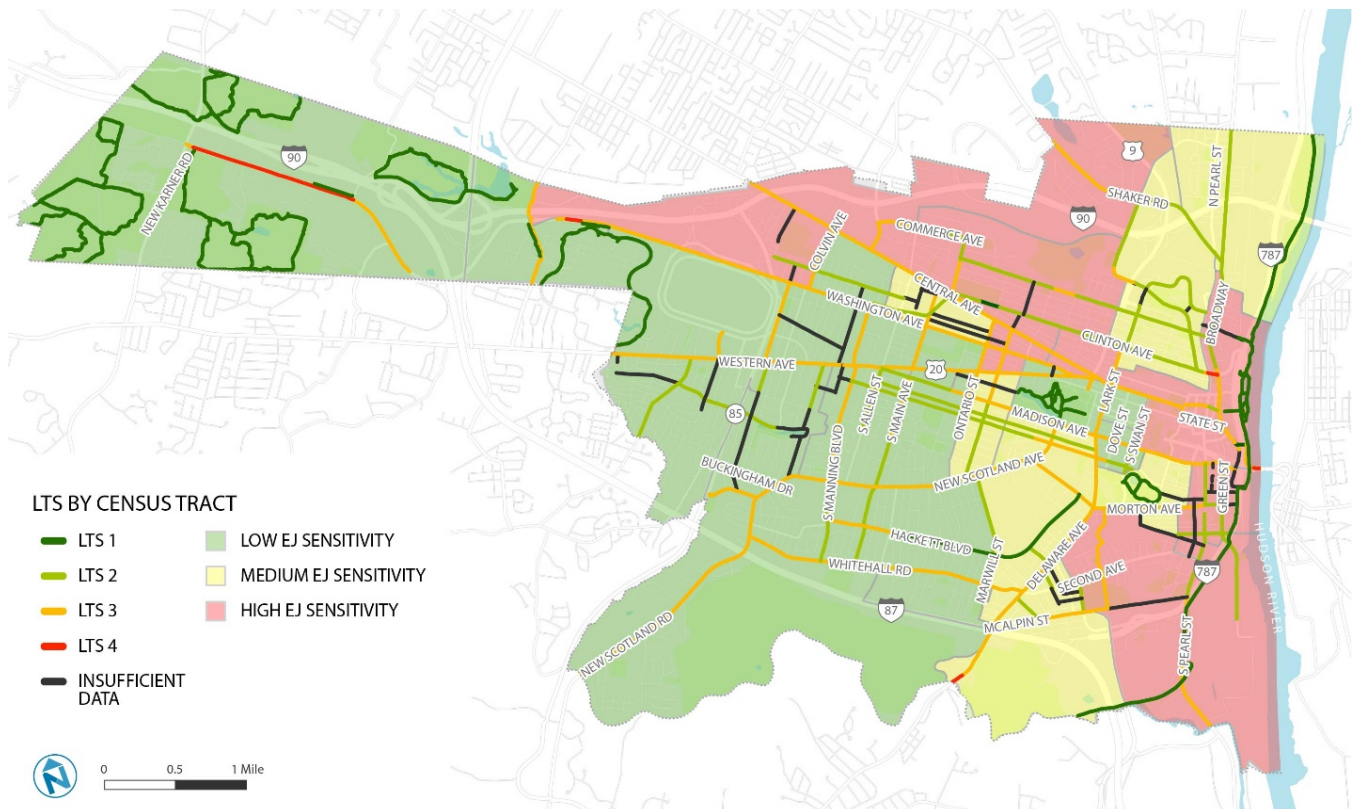 NEW KARNER RD
90
9
N PEARL ST
SHAKER RD
90
787
COLVIN AVE
COMMERCE AVE
CENTRAL AVE
WASHINGTON AVE
BROADWAY
CLINTON AVE
WESTERN AVE
20
LARK ST
STATE ST
85
S ALLEN ST
S MAIN AVE
ONTARIO ST
MADISON AVE
DOVE ST
S SWAN ST
BUCKINGHAM DR
S MANNING BLVD
NEW SCOTLAND AVE
GREEN ST
MORTON AVE
HACKETT BLVD
WHITEHALL RD
MARWILL ST
DELAWARE AVE
SECOND AVE
787
HUDSON RIVER
87
MCALPIN ST
NEW SCOTLAND RD
S PEARL ST
LTS BY CENSUS TRACT
LTS 1
LTS 2
LTS 3
LTS 4
INSUFFICIENT
DATA
LOW EJ SENSITIVITY
MEDIUM EJ SENSITIVITY
HIGH EJ SENSITIVITY
N
0 0.5 1 Mile